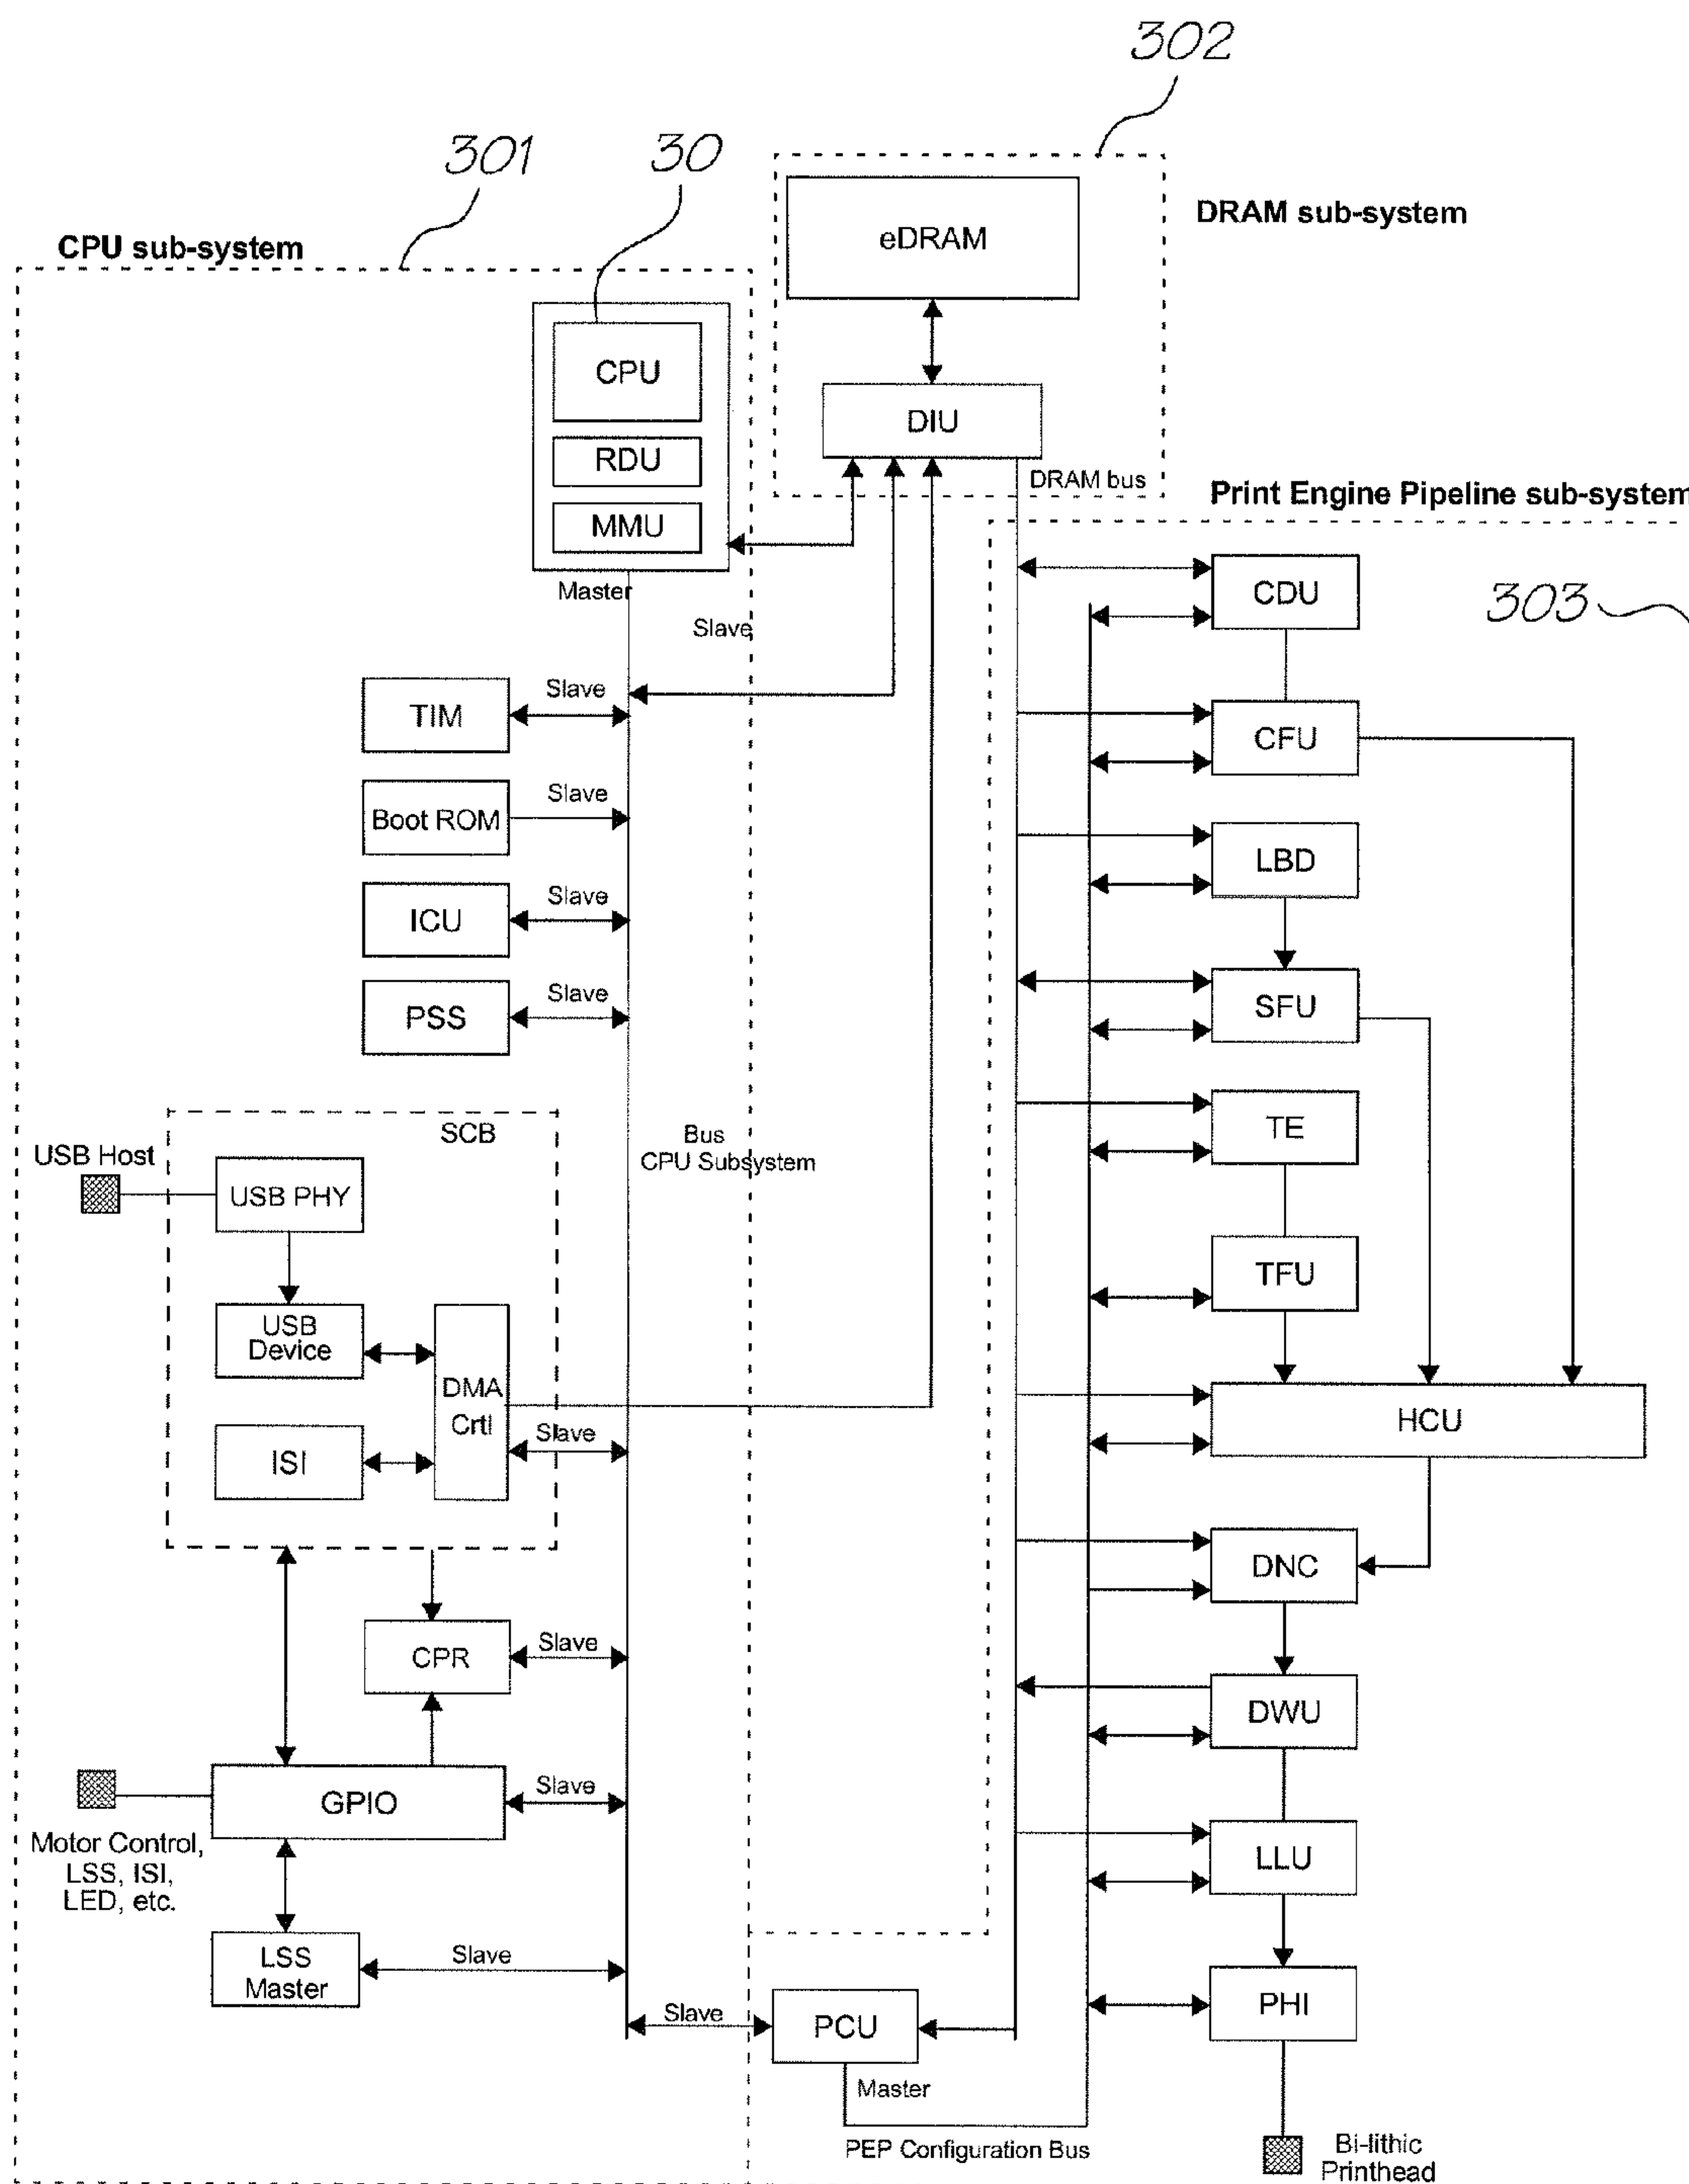 302
301
30
DRAM sub-system
CPU sub-system
eDRAM
CPU
DIU
RDU
MMU
DRAM bus
Print Engine Pipeline sub-system
Master
Slave
CDU
303
TIM
Slave
CFU
Boot ROM
Slave
LBD
ICU
Slave
PSS
Slave
SFU
SCB
Bus
CPU Subsystem
TE
USB Host
USB PHY
TFU
USB
Device
DMA
Crtl
Slave
ISI
HCU
DNC
CPR
Slave
DWU
GPIO
Slave
Motor Control,
LSS, ISI,
LED, etc.
LLU
LSS
Master
Slave
PHI
Slave
PCU
Master
PEP Configuration Bus
Bi-lithic
Printhead